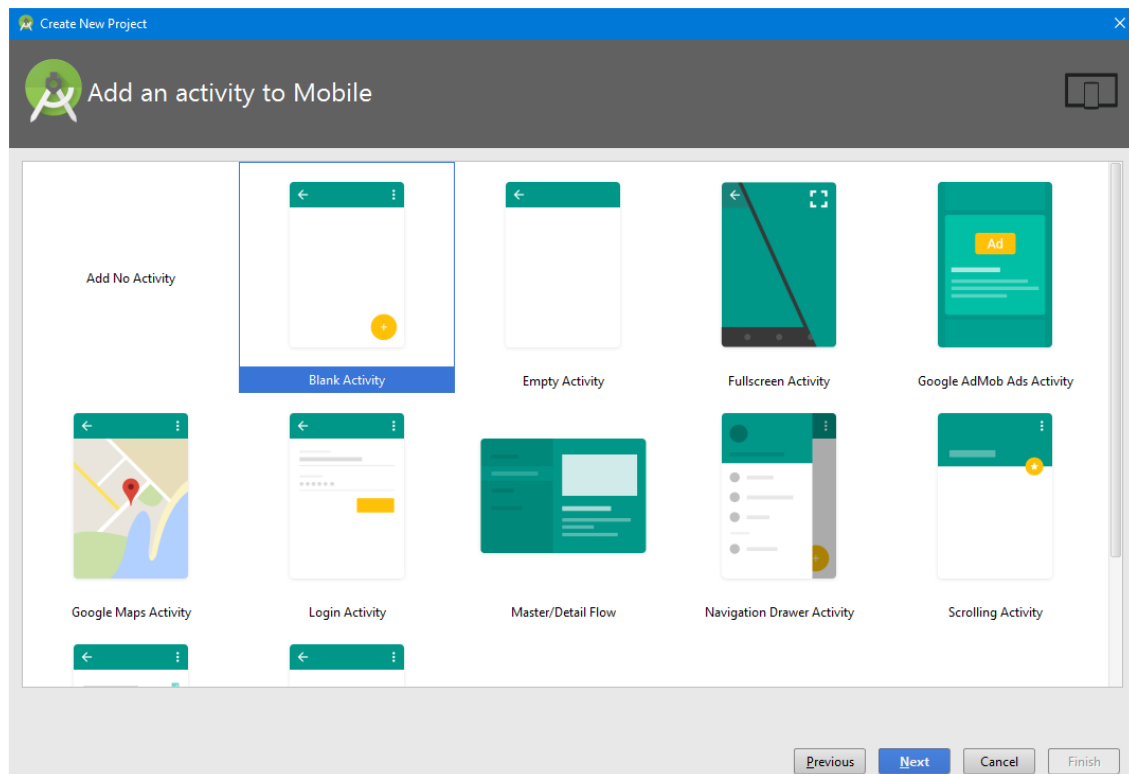 Create New Project
Add an activity to Mobile
Add No Activity
Blank Activity
Empty Activity
Fullscreen Activity
Ad
Google AdMob Ads Activity
Google Maps Activity
Login Activity
Master/Detail Flow
Navigation Drawer Activity
Scrolling Activity
Previous
Next
Cancel
Finish